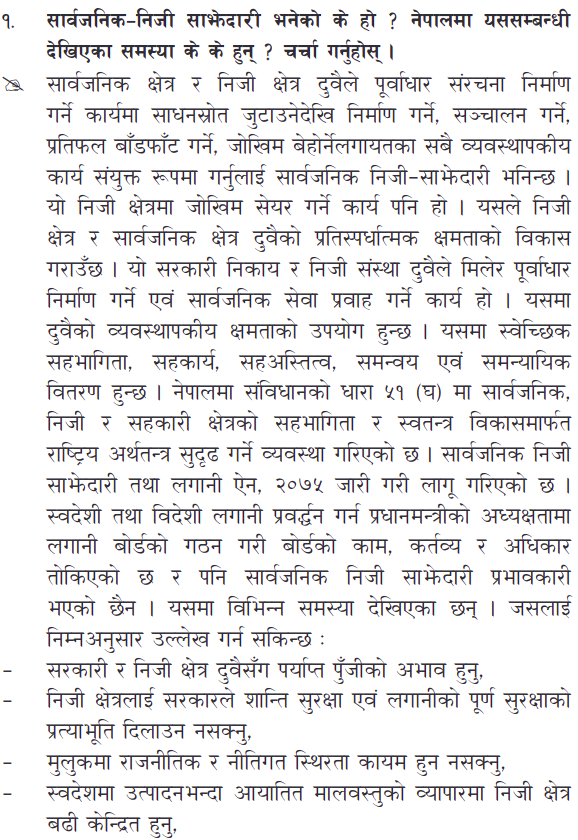 १. सार्वजनिक-निजी साझेदारी भनेको के हो ? नेपालमा यससम्बन्धी
देखिएका समस्या के के हुन् ? चर्चा गर्नुहोस् ।
✍ सार्वजनिक क्षेत्र र निजी क्षेत्र दुवैले पूर्वाधार संरचना निर्माण
गर्ने कार्यमा साधनस्रोत जुटाउनेदेखि निर्माण गर्ने, सञ्चालन गर्ने,
प्रतिफल बाँडफाँट गर्ने, जोखिम बेहोर्नेलगायतका सबै व्यवस्थापकीय
कार्य संयुक्त रूपमा गर्नुलाई सार्वजनिक निजी-साझेदारी भनिन्छ ।
यो निजी क्षेत्रमा जोखिम सेयर गर्ने कार्य पनि हो । यसले निजी
क्षेत्र र सार्वजनिक क्षेत्र दुवैको प्रतिस्पर्धात्मक क्षमताको विकास
गराउँछ । यो सरकारी निकाय र निजी संस्था दुवैले मिलेर पूर्वाधार
निर्माण गर्ने एवं सार्वजनिक सेवा प्रवाह गर्ने कार्य हो । यसमा
दुवैको व्यवस्थापकीय क्षमताको उपयोग हुन्छ । यसमा स्वेच्छिक
सहभागिता, सहकार्य, सहअस्तित्व, समन्वय एवं समन्यायिक
वितरण हुन्छ । नेपालमा संविधानको धारा ५१ (घ) मा सार्वजनिक,
निजी र सहकारी क्षेत्रको सहभागिता र स्वतन्त्र विकासमार्फत
राष्ट्रिय अर्थतन्त्र सुदृढ गर्ने व्यवस्था गरिएको छ । सार्वजनिक निजी
साझेदारी तथा लगानी ऐन, २०७५ जारी गरी लागू गरिएको छ ।
स्वदेशी तथा विदेशी लगानी प्रवर्द्धन गर्न प्रधानमन्त्रीको अध्यक्षतामा
लगानी बोर्डको गठन गरी बोर्डको काम, कर्तव्य र अधिकार
तोकिएको छ र पनि सार्वजनिक निजी साझेदारी प्रभावकारी
भएको छैन । यसमा विभिन्न समस्या देखिएका छन् । जसलाई
निम्नअनुसार उल्लेख गर्न सकिन्छ :
- सरकारी र निजी क्षेत्र दुवैसँग पर्याप्त पुँजीको अभाव हुनु,
- निजी क्षेत्रलाई सरकारले शान्ति सुरक्षा एवं लगानीको पूर्ण सुरक्षाको
प्रत्याभूति दिलाउन नसक्नु,
- मुलुकमा राजनीतिक र नीतिगत स्थिरता कायम हुन नसक्नु,
- स्वदेशमा उत्पादनभन्दा आयातित मालवस्तुको व्यापारमा निजी क्षेत्र
बढी केन्द्रित हुनु,